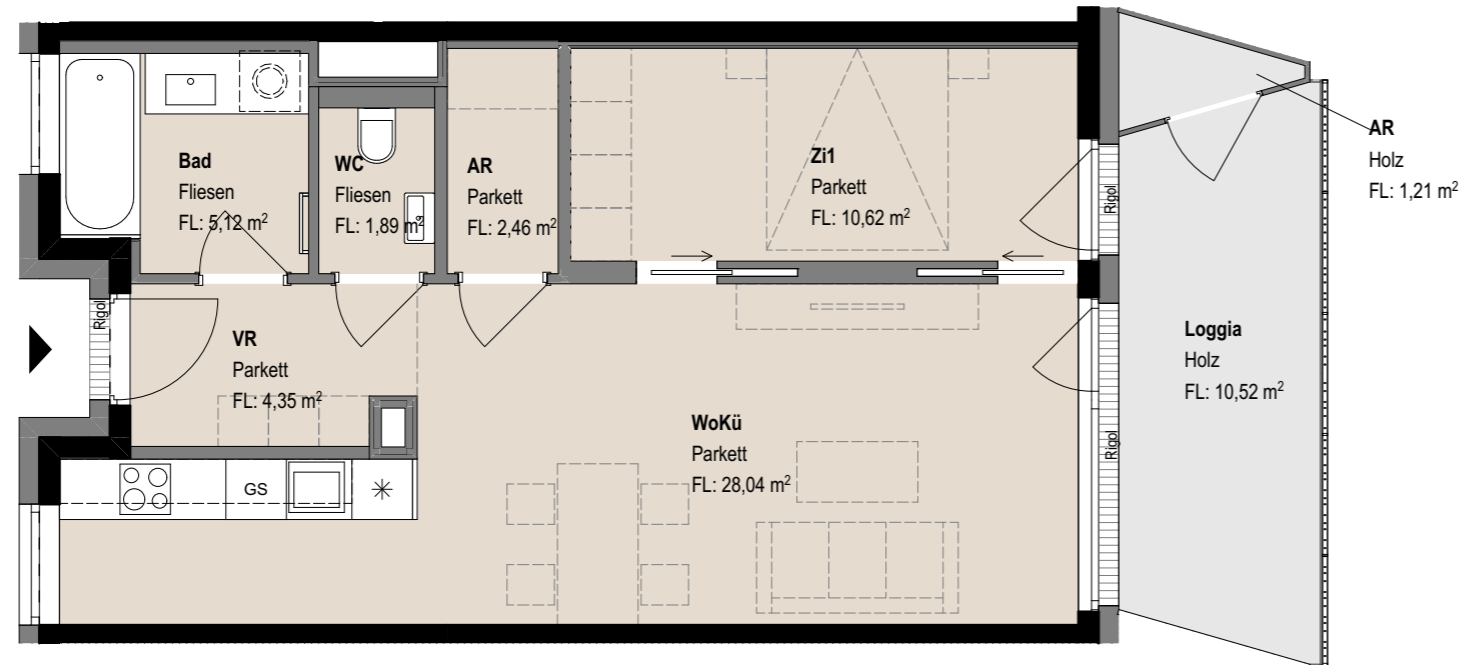 Bad
Fliesen
FL: 5,12 m²
WC
Fliesen
FL: 1,89 m²
AR
Parkett
FL: 2,46 m²
Zi1
Parkett
FL: 10,62 m²
Rigol
AR
Holz
FL: 1,21 m²
Rigol
VR
Parkett
FL: 4,35 m²
Loggia
Holz
FL: 10,52 m²
WoKü
Parkett
FL: 28,04 m²
Rigol
GS